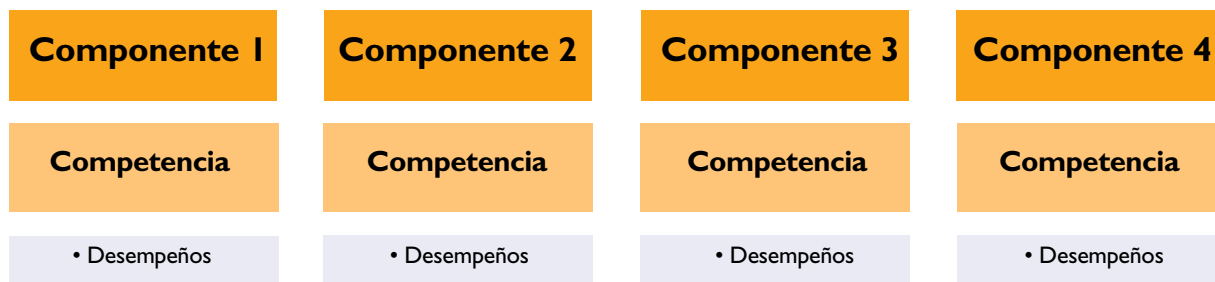 Componente 1
Componente 2
Componente 3
Componente 4
Competencia
Competencia
Competencia
Competencia
• Desempeños
• Desempeños
• Desempeños
• Desempeños